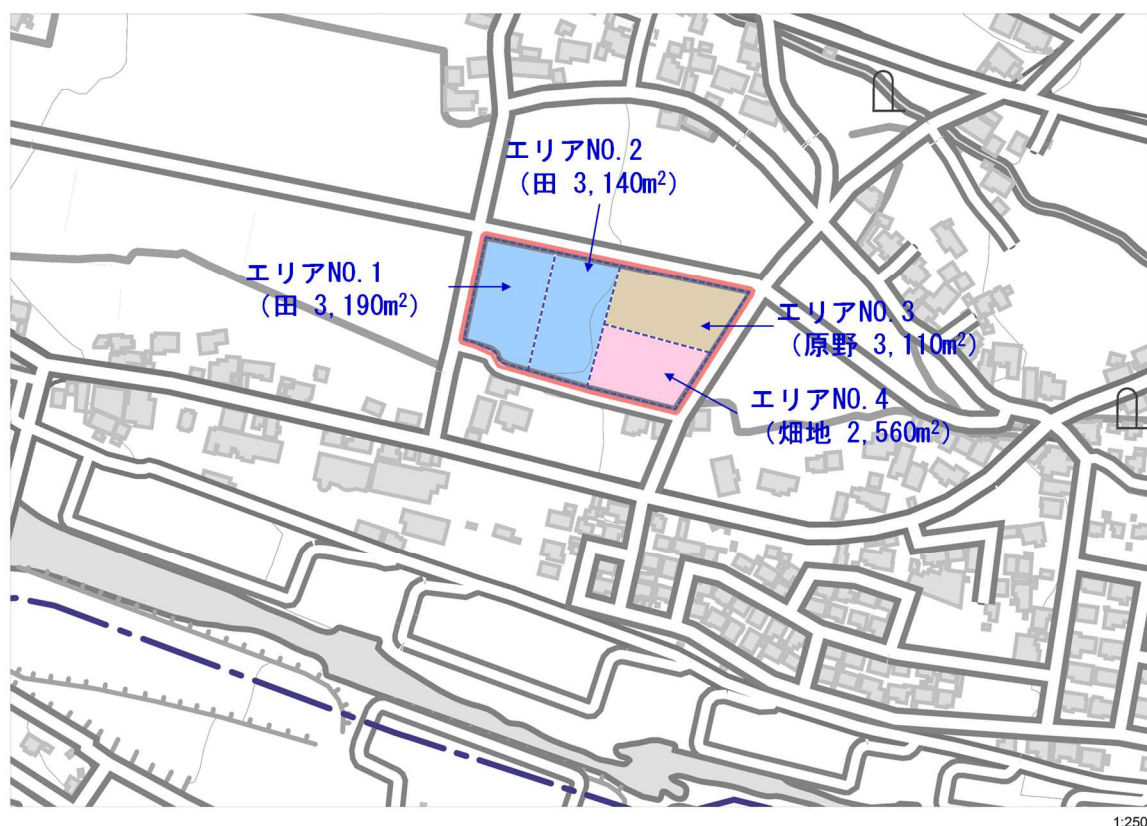 エリアNO.2
（田 3,140m²）
エリアNO.1
（田 3,190m²）
エリアNO.3
（原野 3,110m²）
エリアNO.4
（畑地 2,560m²）
1:250